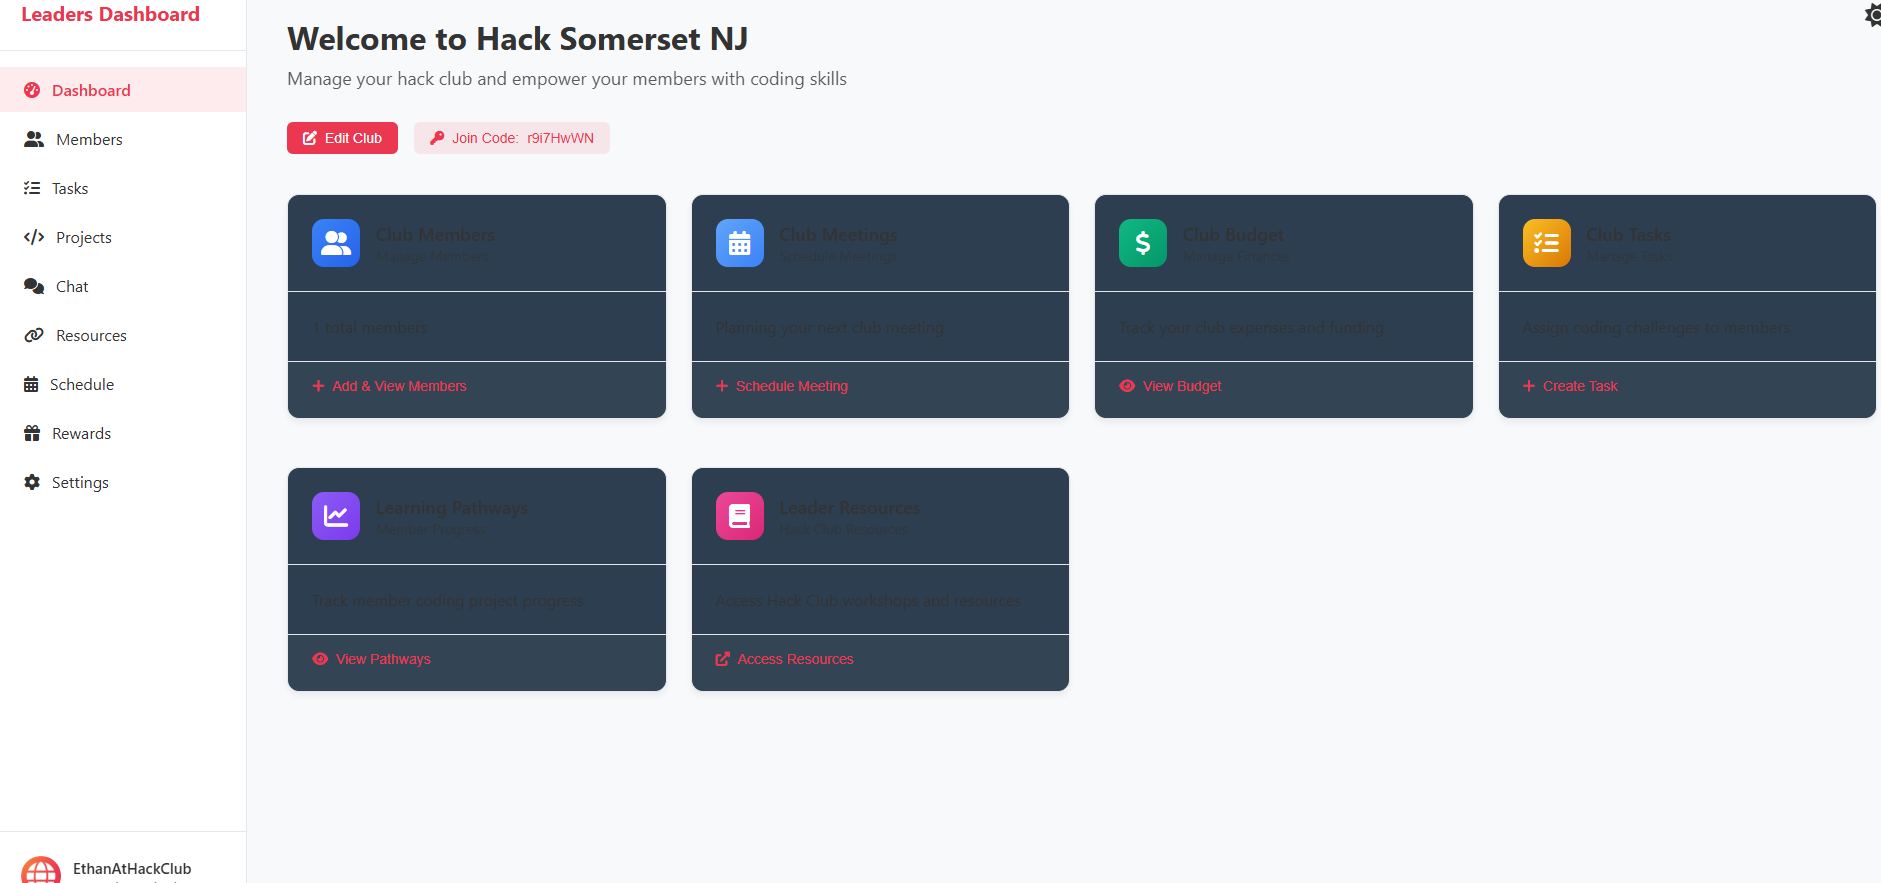 Leaders Dashboard
Dashboard
Members
Tasks
Projects
Chat
Resources
Schedule
Rewards
Settings
EthanAtHackClub
Welcome to Hack Somerset NJ
Manage your hack club and empower your members with coding skills
Edit Club
Join Code: r9i7HwWN
Club Members
Manage Members
1 total members
Add & View Members
Club Meetings
Schedule Meetings
Planning your next club meeting
Schedule Meeting
Club Budget
Manage Finances
Track your club expenses and funding
View Budget
Club Tasks
Manage Tasks
Assign coding challenges to members
Create Task
Learning Pathways
Member Progress
Track member coding project progress
View Pathways
Leader Resources
Hack Club Resources
Access Hack Club workshops and resources
Access Resources